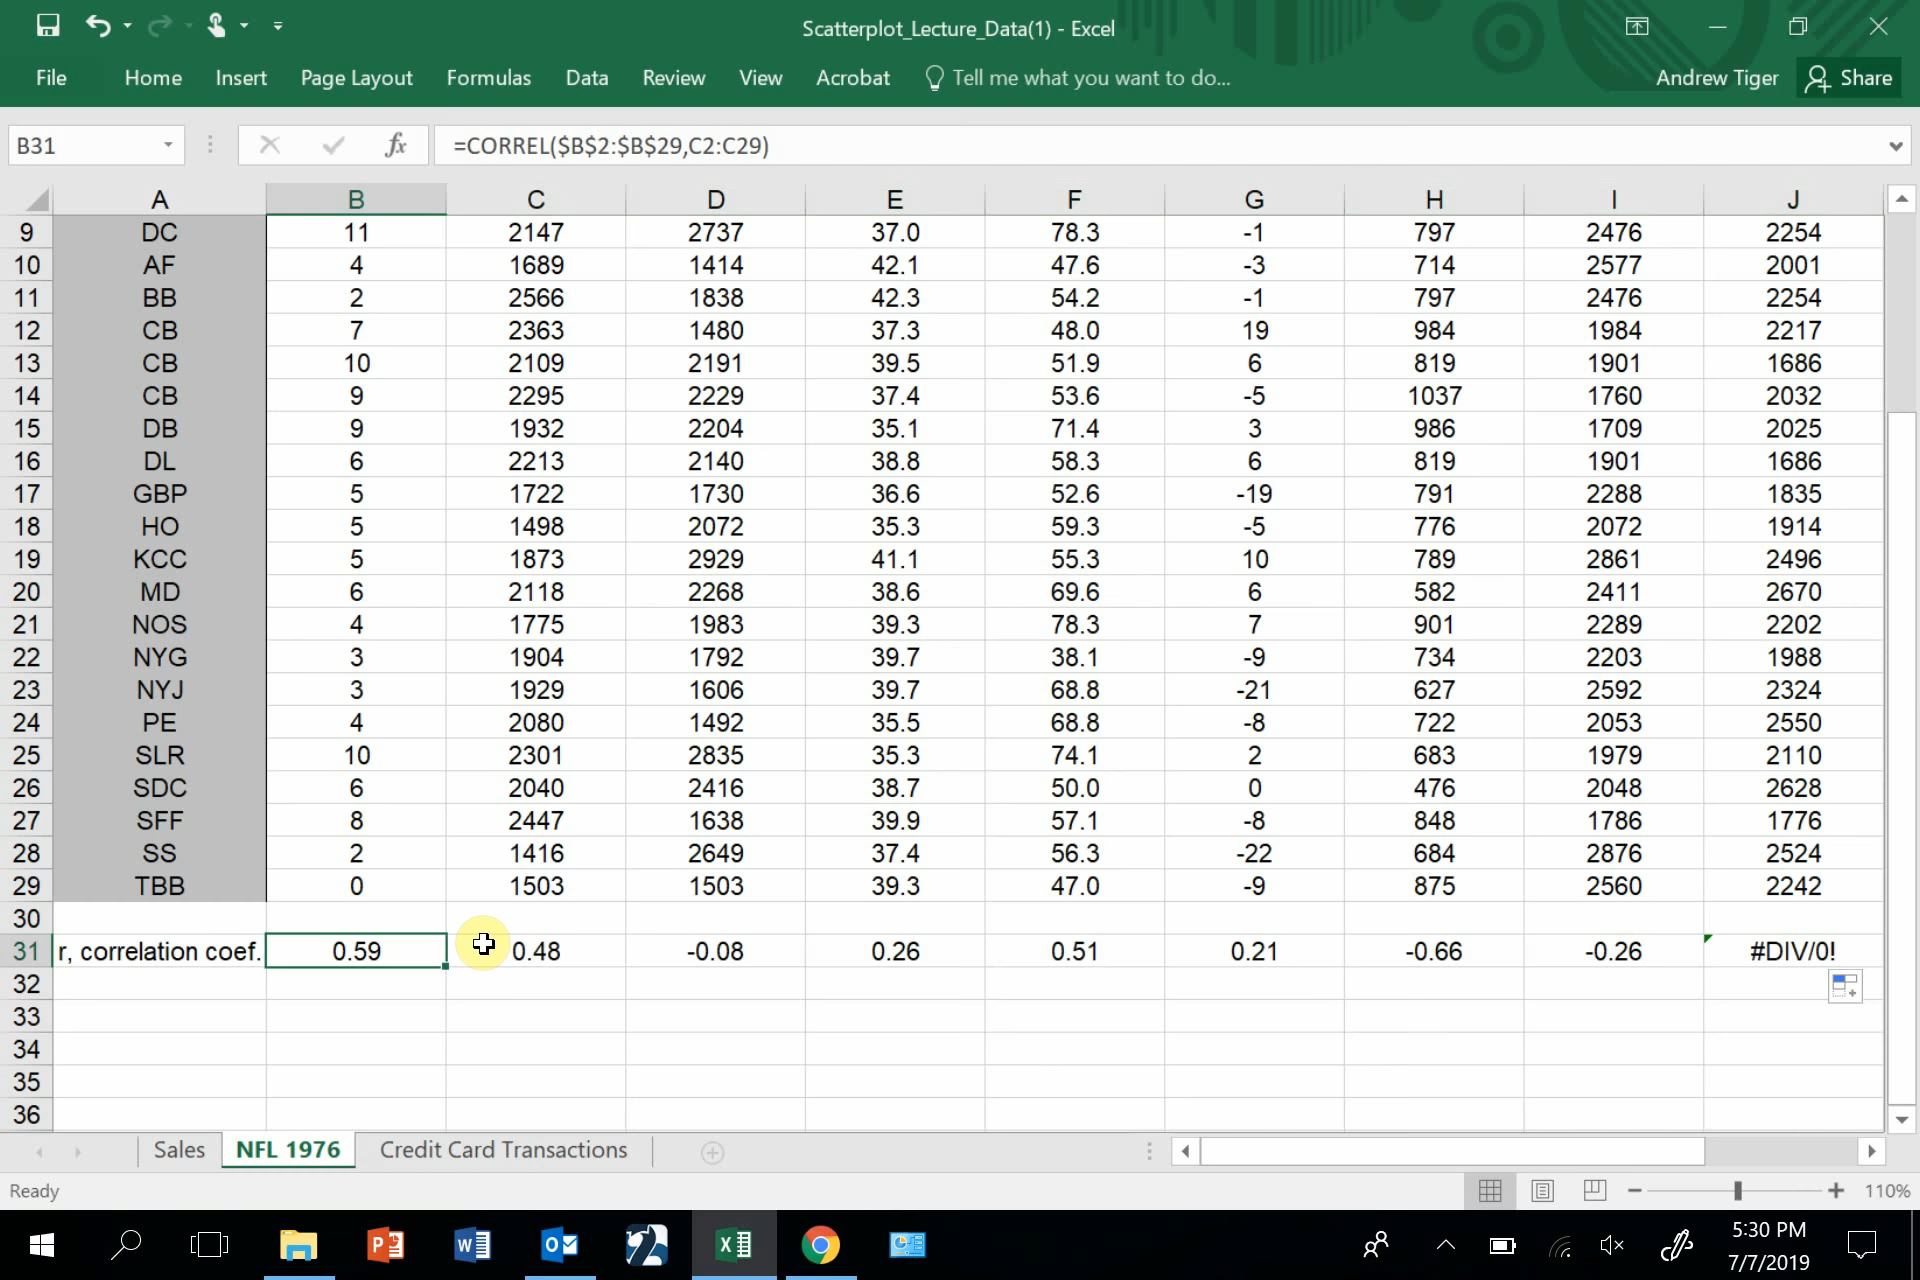 Scatterplot_Lecture_Data(1) - Excel
File Home Insert Page Layout Formulas Data Review View Acrobat Tell me what you want to do... Andrew Tiger Share
B31 fx =CORREL($B$2:$B$29,C2:C29)
A B C D E F G H I J
9 DC 11 2147 2737 37.0 78.3 -1 797 2476 2254
10 AF 4 1689 1414 42.1 47.6 -3 714 2577 2001
11 BB 2 2566 1838 42.3 54.2 -1 797 2476 2254
12 CB 7 2363 1480 37.3 48.0 19 984 1984 2217
13 CB 10 2109 2191 39.5 51.9 6 819 1901 1686
14 CB 9 2295 2229 37.4 53.6 -5 1037 1760 2032
15 DB 9 1932 2204 35.1 71.4 3 986 1709 2025
16 DL 6 2213 2140 38.8 58.3 6 819 1901 1686
17 GBP 5 1722 1730 36.6 52.6 -19 791 2288 1835
18 HO 5 1498 2072 35.3 59.3 -5 776 2072 1914
19 KCC 5 1873 2929 41.1 55.3 10 789 2861 2496
20 MD 6 2118 2268 38.6 69.6 6 582 2411 2670
21 NOS 4 1775 1983 39.3 78.3 7 901 2289 2202
22 NYG 3 1904 1792 39.7 38.1 -9 734 2203 1988
23 NYJ 3 1929 1606 39.7 68.8 -21 627 2592 2324
24 PE 4 2080 1492 35.5 68.8 -8 722 2053 2550
25 SLR 10 2301 2835 35.3 74.1 2 683 1979 2110
26 SDC 6 2040 2416 38.7 50.0 0 476 2048 2628
27 SFF 8 2447 1638 39.9 57.1 -8 848 1786 1776
28 SS 2 1416 2649 37.4 56.3 -22 684 2876 2524
29 TBB 0 1503 1503 39.3 47.0 -9 875 2560 2242
30
31 r, correlation coef. 0.59 0.48 -0.08 0.26 0.51 0.21 -0.66 -0.26 #DIV/0!
32
33
34
35
36
Sales NFL 1976 Credit Card Transactions
Ready 110%
5:30 PM
7/7/2019